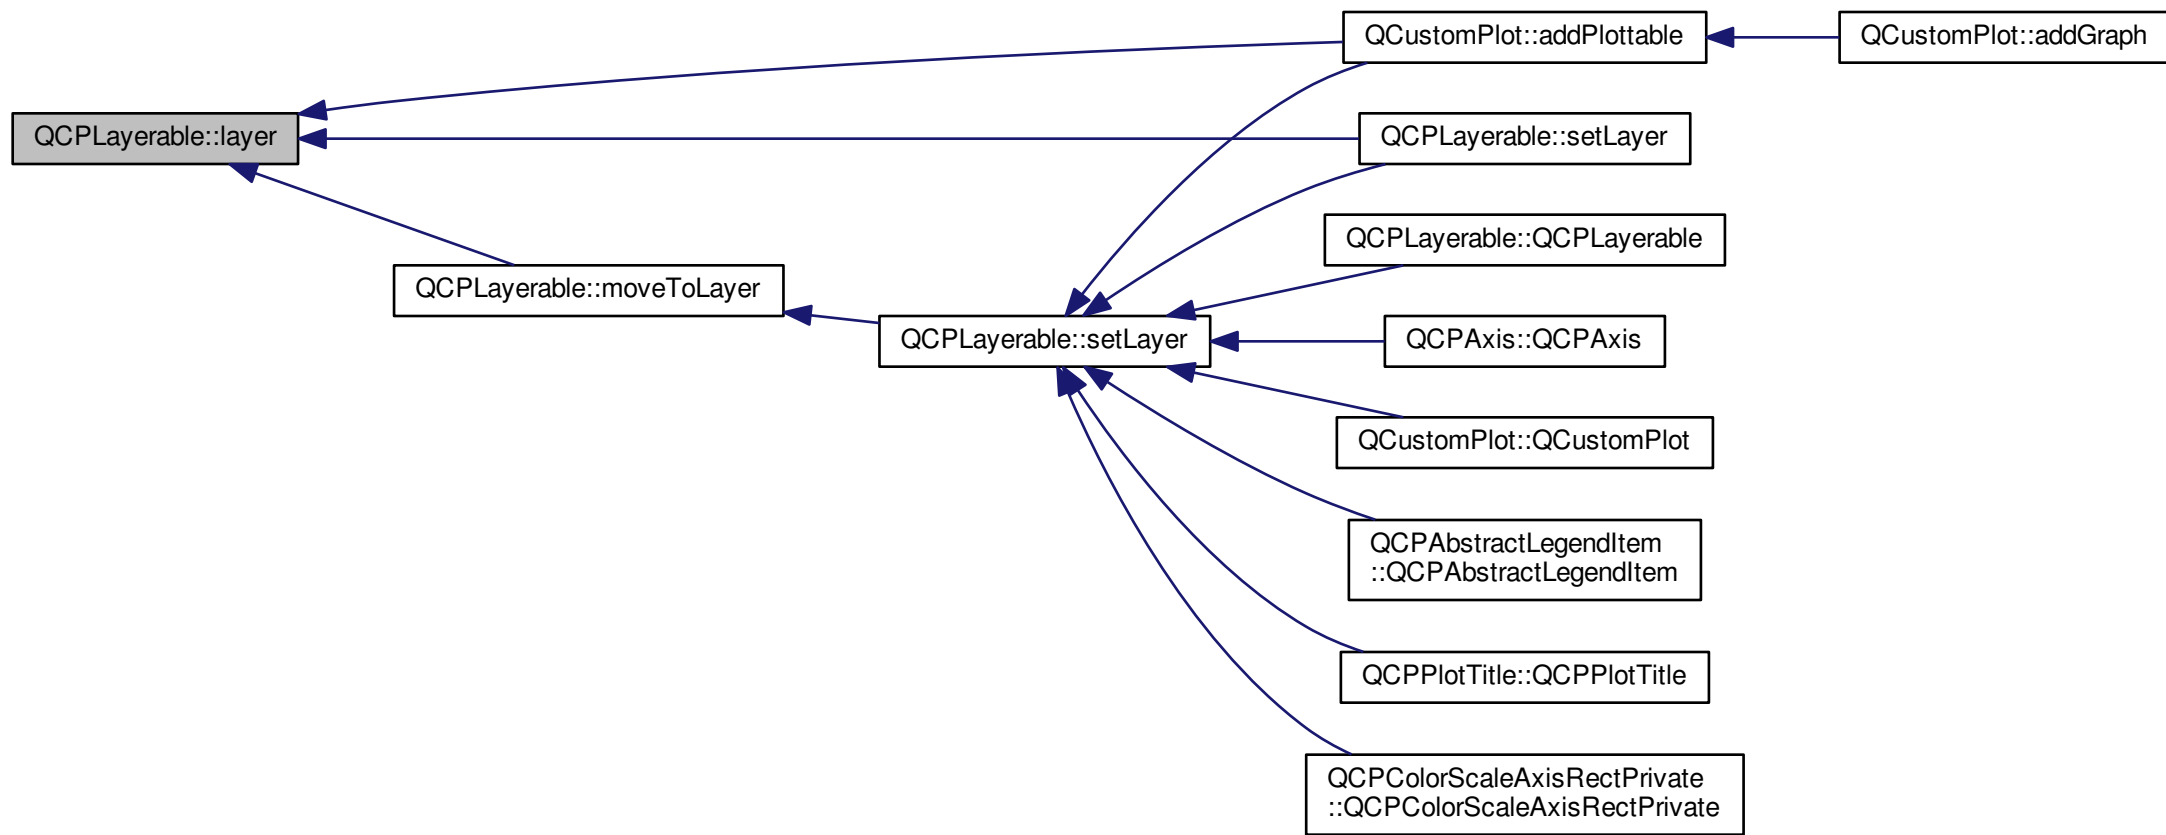 QCustomPlot::addPlottable
QCustomPlot::addGraph
QCPLayerable::layer
QCPLayerable::setLayer
QCPLayerable::QCPLayerable
QCPLayerable::moveToLayer
QCPLayerable::setLayer
QCPAxis::QCPAxis
QCustomPlot::QCustomPlot
QCPAbstractLegendItem
::QCPAbstractLegendItem
QCPPlotTitle::QCPPlotTitle
QCPColorScaleAxisRectPrivate
::QCPColorScaleAxisRectPrivate